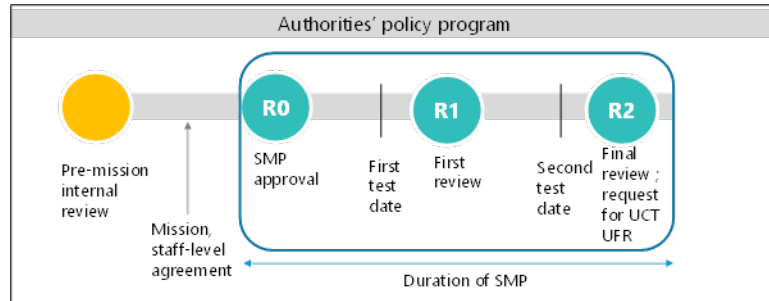 Authorities' policy program
R0
R1
R2
Pre-mission
internal
review
Mission,
staff-level
agreement
SMP
approval
First
test
date
First
review
Second
test
date
Final
review ;
request
for UCT
UFR
Duration of SMP